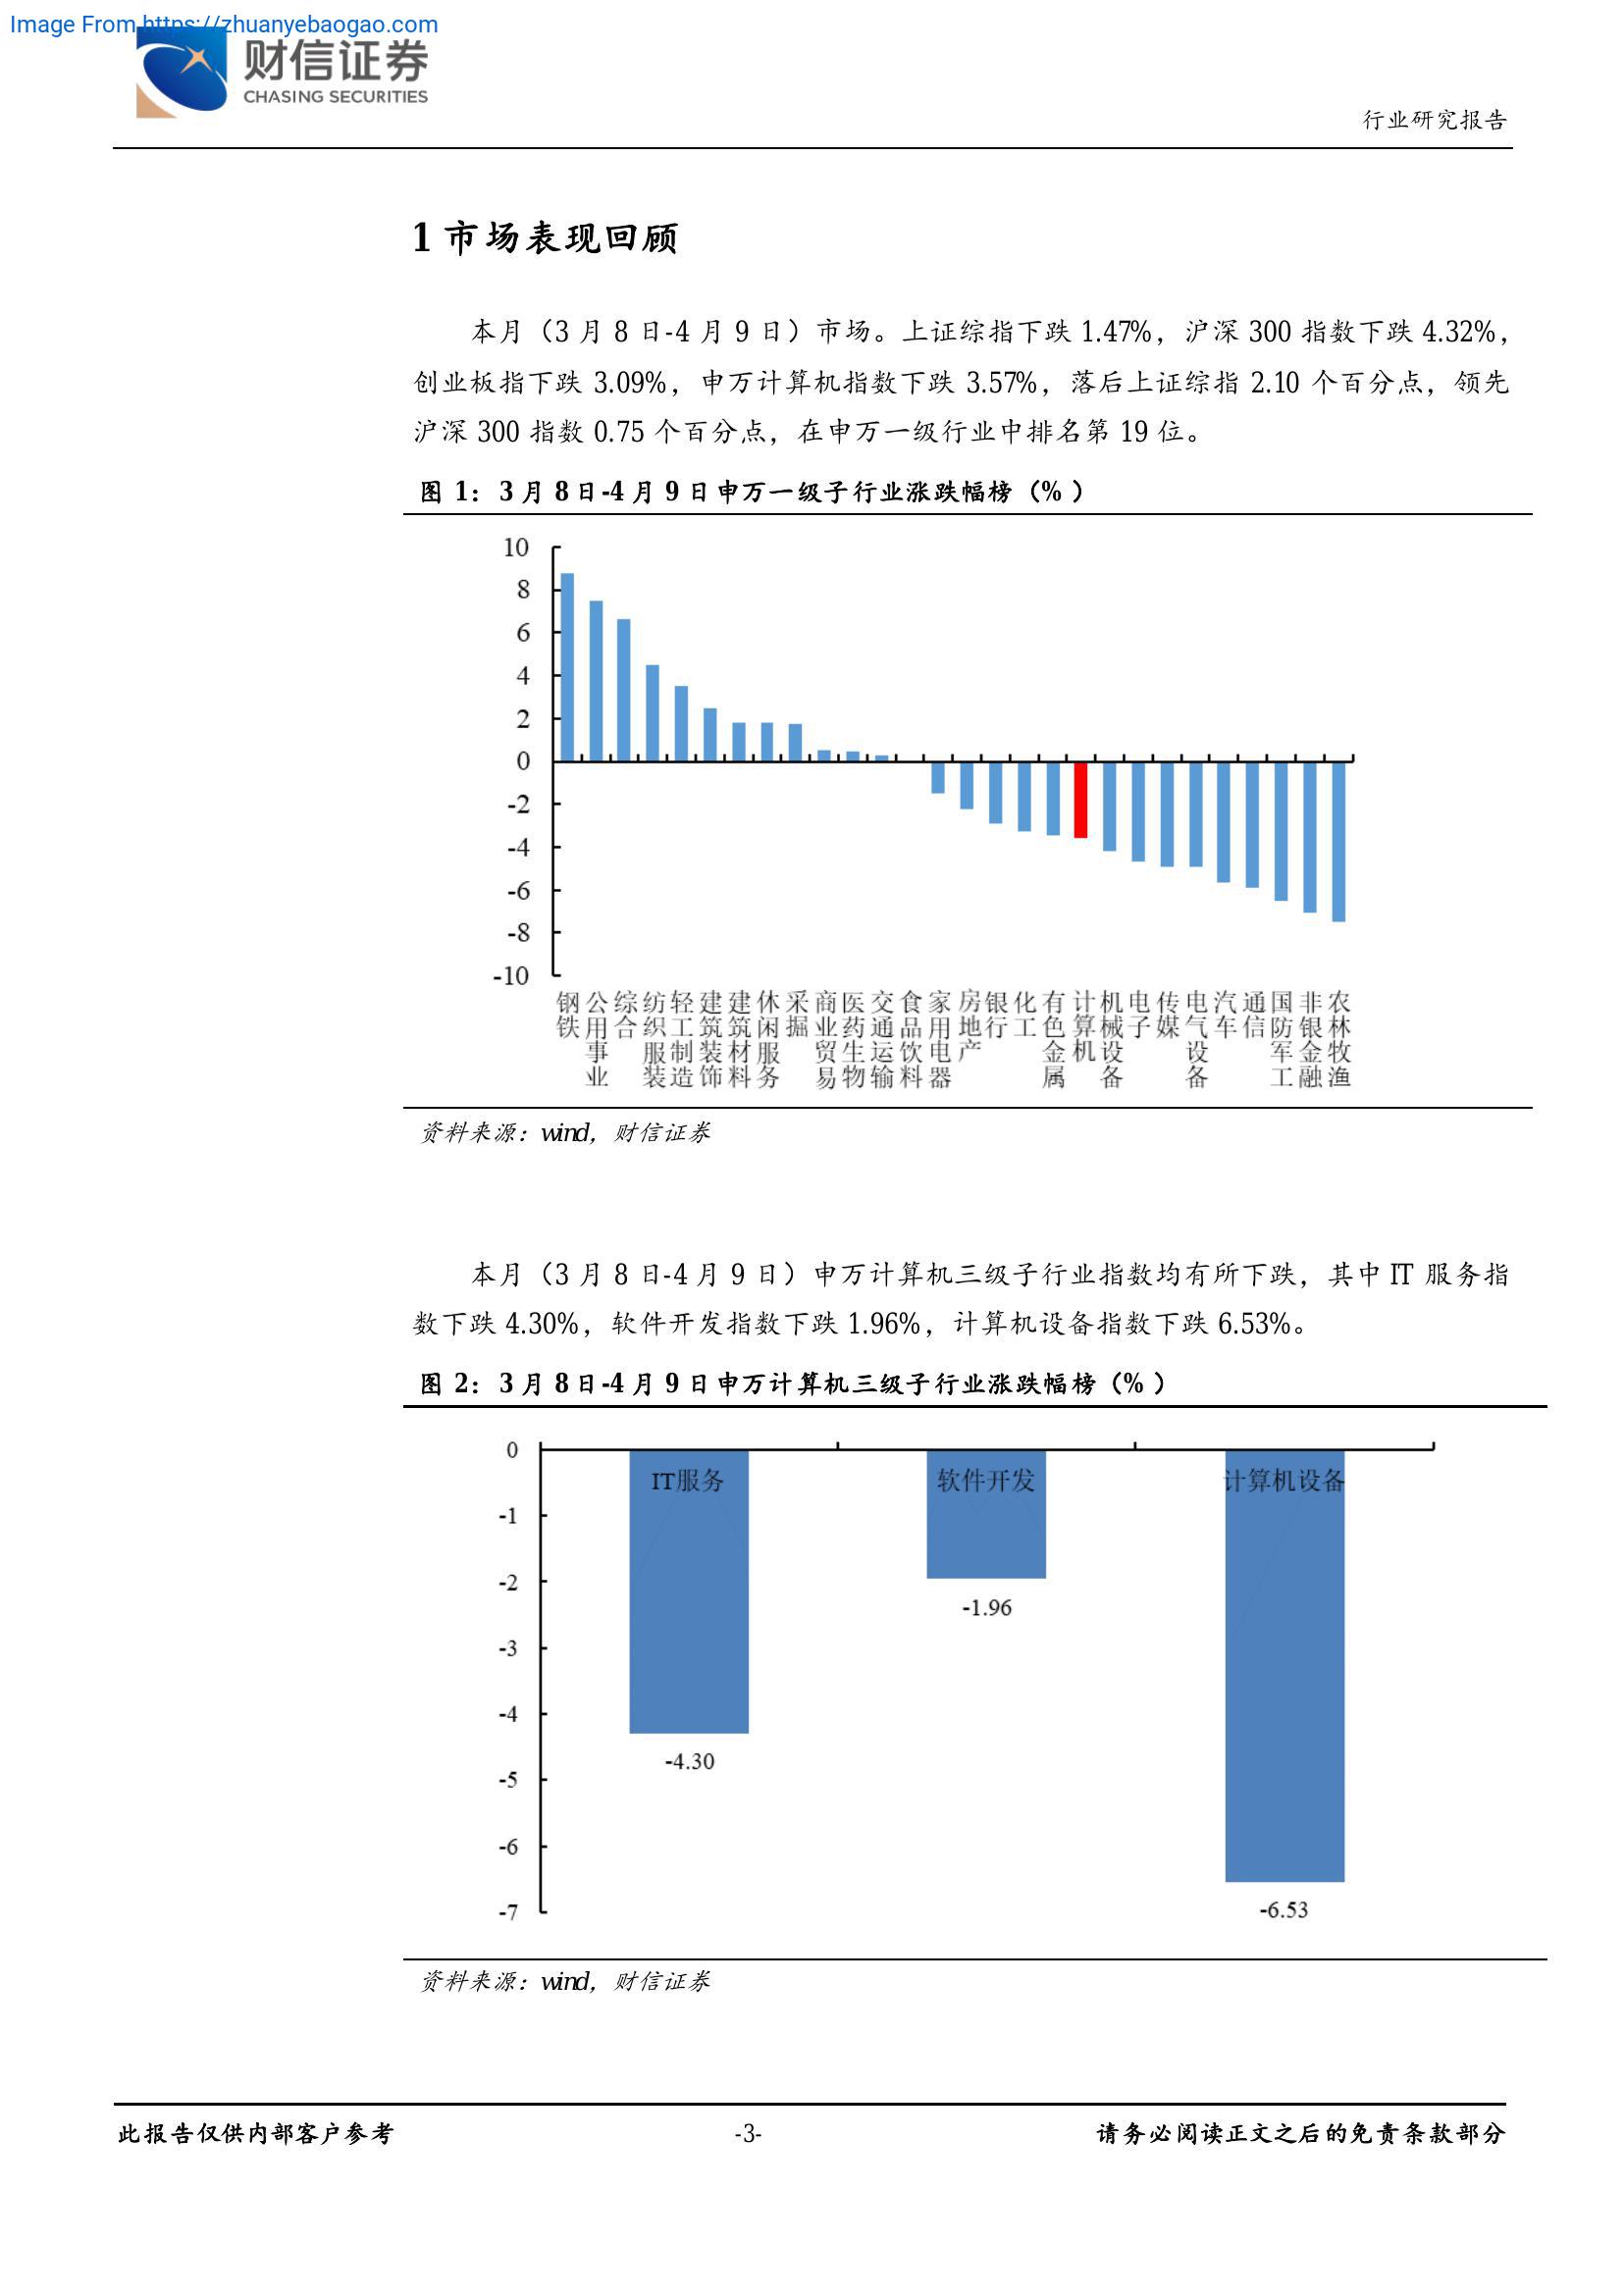 Image From https://zhuanyebaogao.com
财信证券
CHASING SECURITIES
行业研究报告
1 市场表现回顾
本月（3 月 8 日-4 月 9 日）市场。上证综指下跌 1.47%，沪深 300 指数下跌 4.32%，
创业板指下跌 3.09%，申万计算机指数下跌 3.57%，落后上证综指 2.10 个百分点，领先
沪深 300 指数 0.75 个百分点，在申万一级行业中排名第 19 位。
图 1：3 月 8 日-4 月 9 日申万一级子行业涨跌幅榜（%）
10
8
6
4
2
0
-2
-4
-6
-8
-10
钢铁
公用事业
综合
纺织服装
轻工制造
建筑装饰
建筑材料
休闲服务
采掘
商业贸易
医药生物
交通运输
食品饮料
家用电器
房地产
银行
化工
有色金属
计算机
机械设备
电子
传媒
电气设备
汽车
通信
国防军工
非银金融
农林牧渔
资料来源：wind，财信证券
本月（3 月 8 日-4 月 9 日）申万计算机三级子行业指数均有所下跌，其中 IT 服务指
数下跌 4.30%，软件开发指数下跌 1.96%，计算机设备指数下跌 6.53%。
图 2：3 月 8 日-4 月 9 日申万计算机三级子行业涨跌幅榜（%）
0
-1
-2
-3
-4
-5
-6
-7
IT服务
软件开发
计算机设备
-4.30
-1.96
-6.53
资料来源：wind，财信证券
此报告仅供内部客户参考
-3-
请务必阅读正文之后的免责条款部分